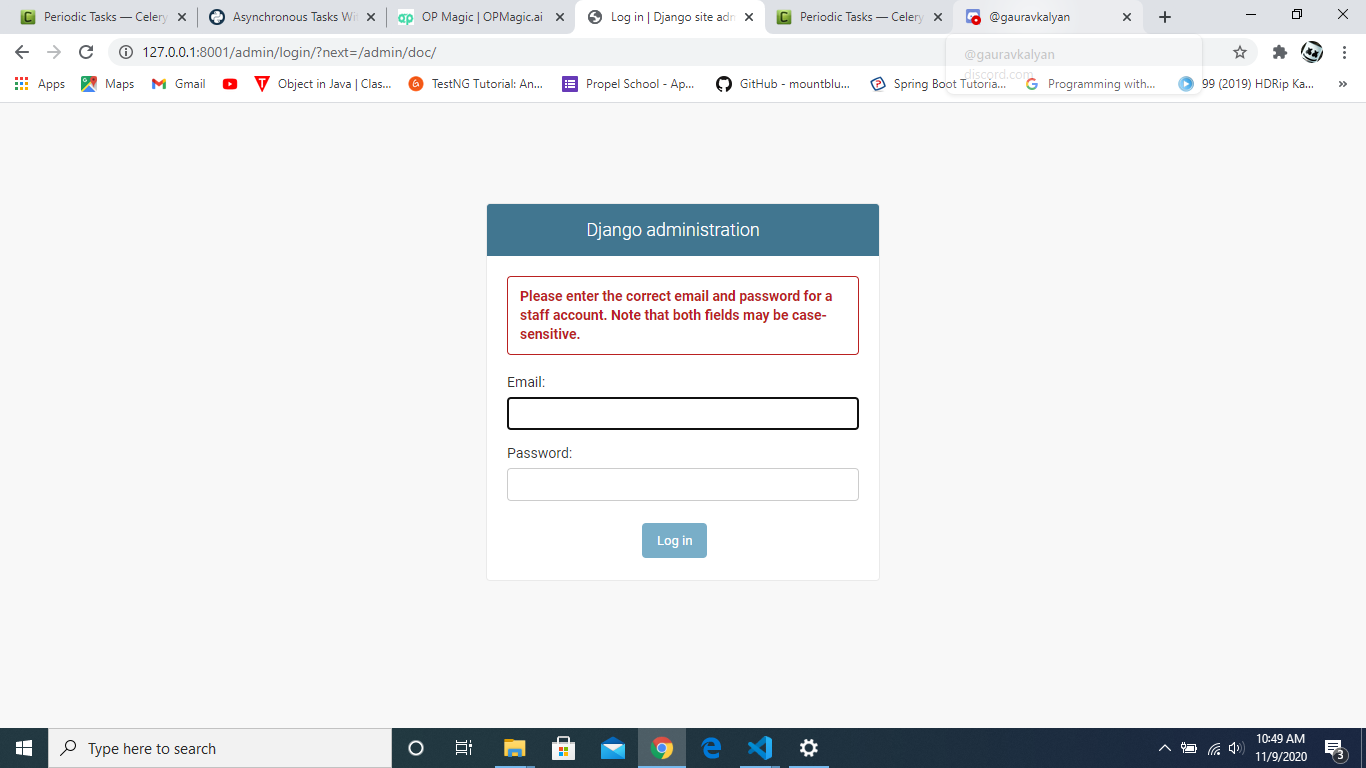 Periodic Tasks — Celery
Asynchronous Tasks Wi
OP Magic | OPMagic.ai
Log in | Django site adm
Periodic Tasks — Celery
@gauravkalyan
127.0.0.1:8001/admin/login/?next=/admin/doc/
@gauravkalyan
discord.com
Apps
Maps
Gmail
Object in Java | Clas...
TestNG Tutorial: An...
Propel School - Ap...
GitHub - mountblu...
Spring Boot Tutoria...
Programming with...
99 (2019) HDRip Ka...
»
Django administration
Please enter the correct email and password for a
staff account. Note that both fields may be case-
sensitive.
Email:
Password:
Log in
Type here to search
10:49 AM
11/9/2020
3